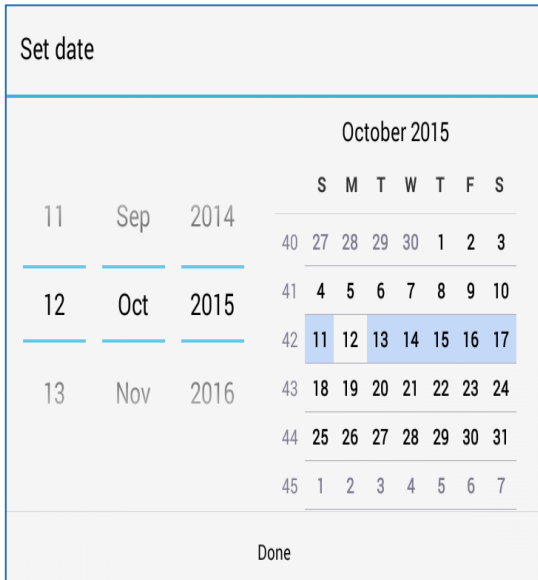 Set date
October 2015
S M T W T F S
11 Sep 2014
40 27 28 29 30 1 2 3
41 4 5 6 7 8 9 10
12 Oct 2015
42 11 12 13 14 15 16 17
13 Nov 2016
43 18 19 20 21 22 23 24
44 25 26 27 28 29 30 31
45 1 2 3 4 5 6 7
Done